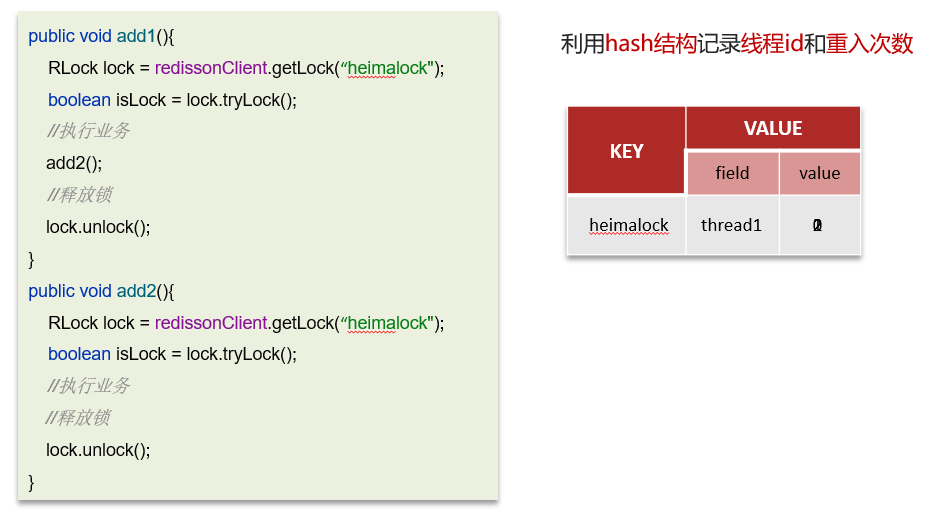 public void add1(){
RLock lock = redissonClient.getLock(“heimalock");
boolean isLock = lock.tryLock();
//执行业务
add2();
//释放锁
lock.unlock();
}
public void add2(){
RLock lock = redissonClient.getLock(“heimalock");
boolean isLock = lock.tryLock();
//执行业务
//释放锁
lock.unlock();
}
利用hash结构记录线程id和重入次数
KEY
VALUE
field value
heimalock thread1